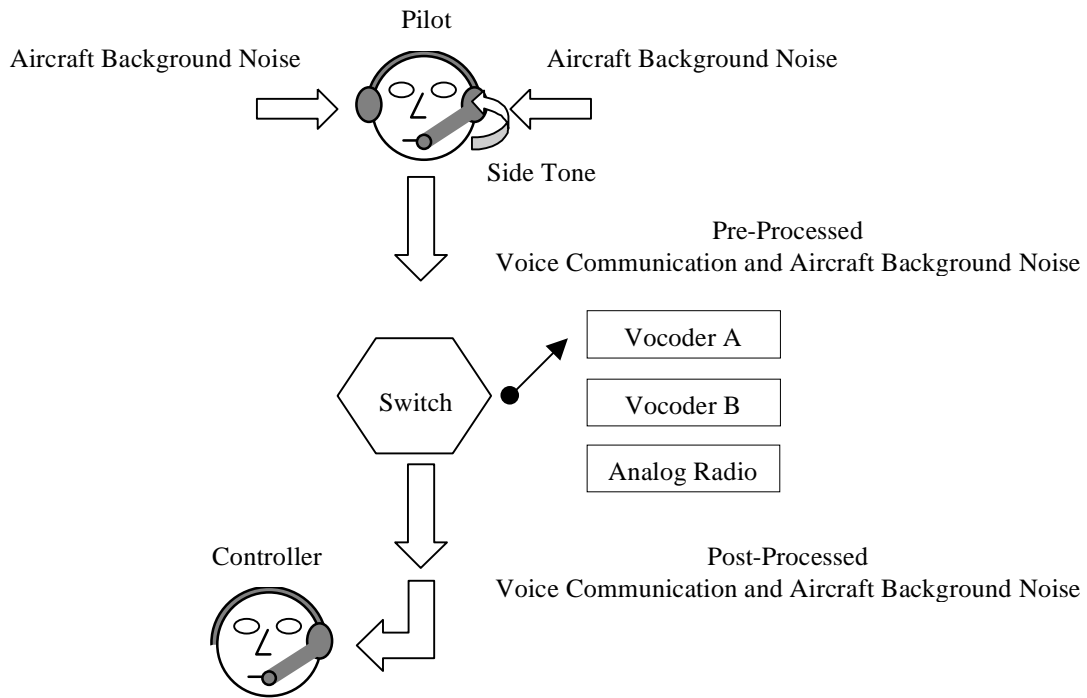 Pilot
Aircraft Background Noise
Aircraft Background Noise
Side Tone
Pre-Processed
Voice Communication and Aircraft Background Noise
Vocoder A
Switch
Vocoder B
Analog Radio
Controller
Post-Processed
Voice Communication and Aircraft Background Noise